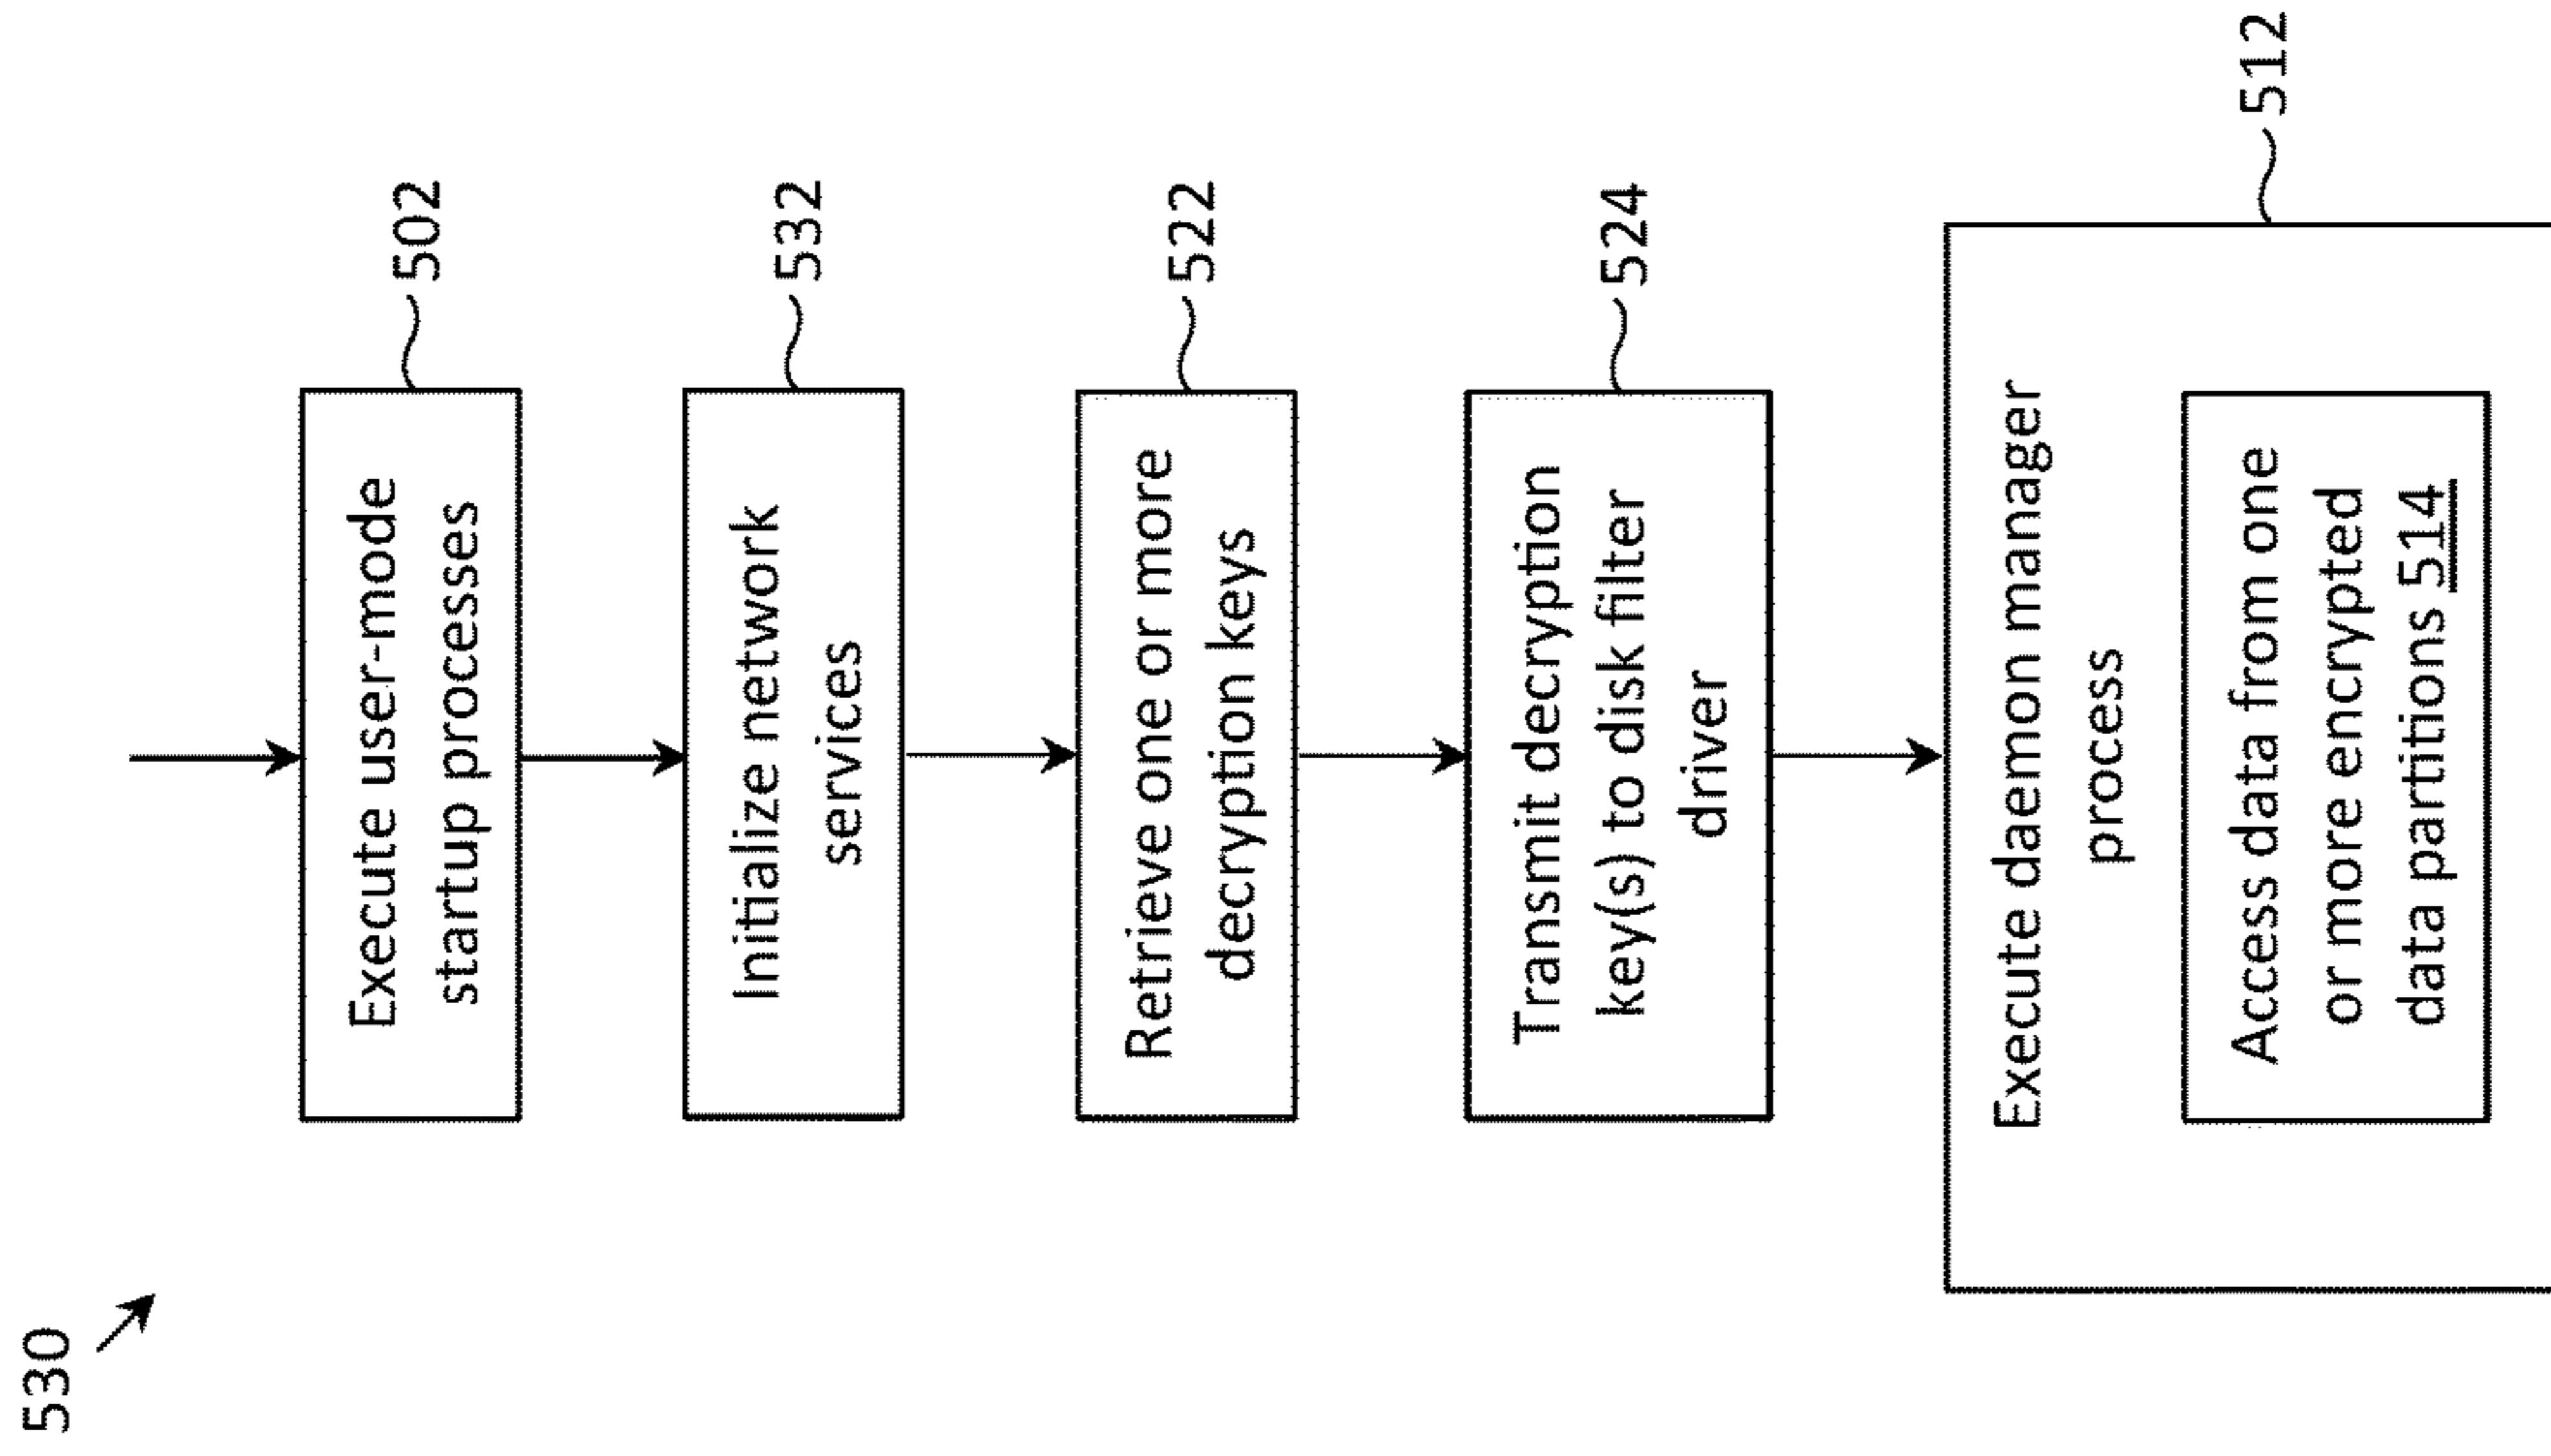 530
Execute user-mode
startup processes
502
Initialize network
services
532
Retrieve one or more
decryption keys
522
Transmit decryption
key(s) to disk filter
driver
524
Execute daemon manager
process
512
Access data from one
or more encrypted
data partitions 514